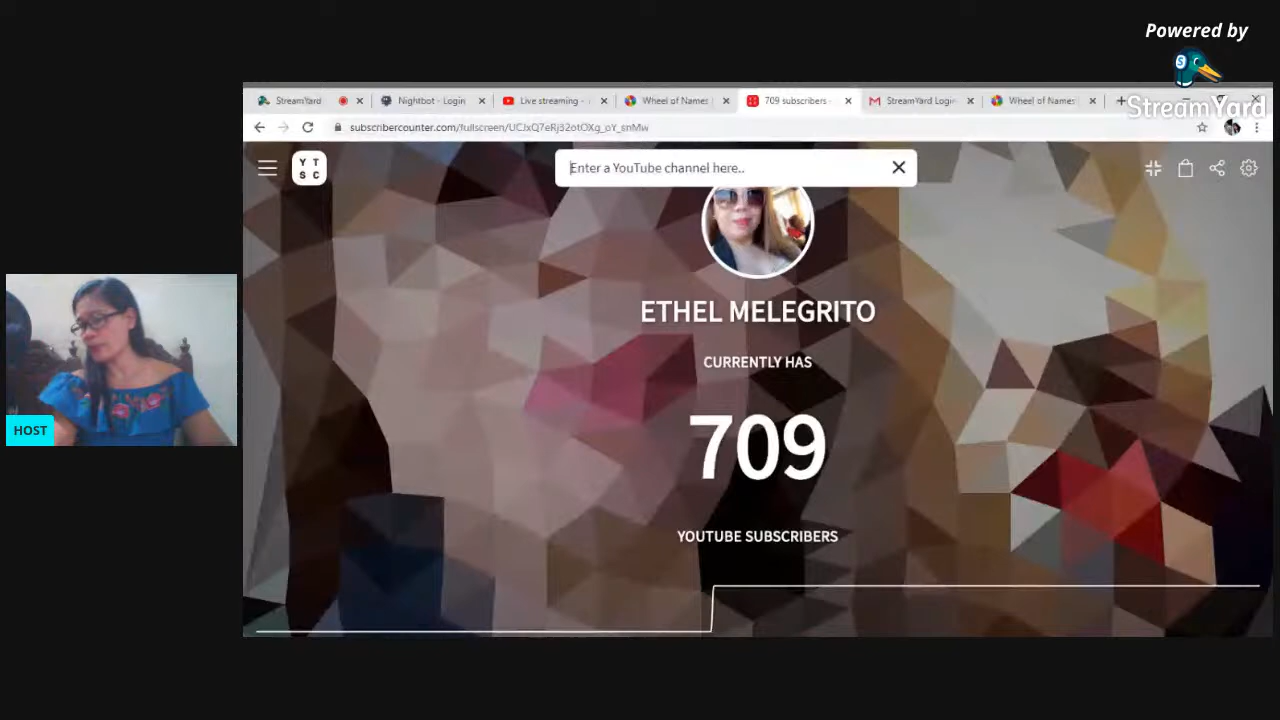 Powered by
StreamYard
StreamYard
Nightbot - Login
Live streaming -
Wheel of Names
709 subscribers
StreamYard Login
Wheel of Names
Y T
S C
Enter a YouTube channel here..
ETHEL MELEGRITO
CURRENTLY HAS
709
YOUTUBE SUBSCRIBERS
HOST